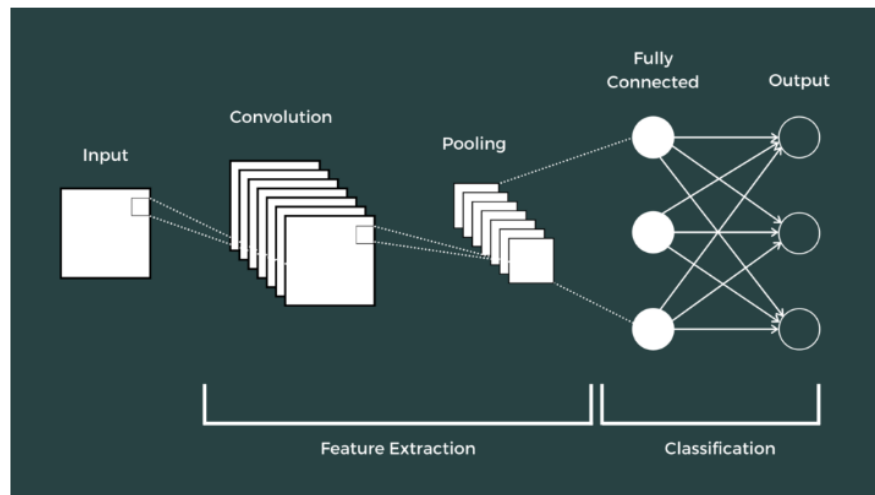 Input
Convolution
Pooling
Fully
Connected
Output
Feature Extraction
Classification